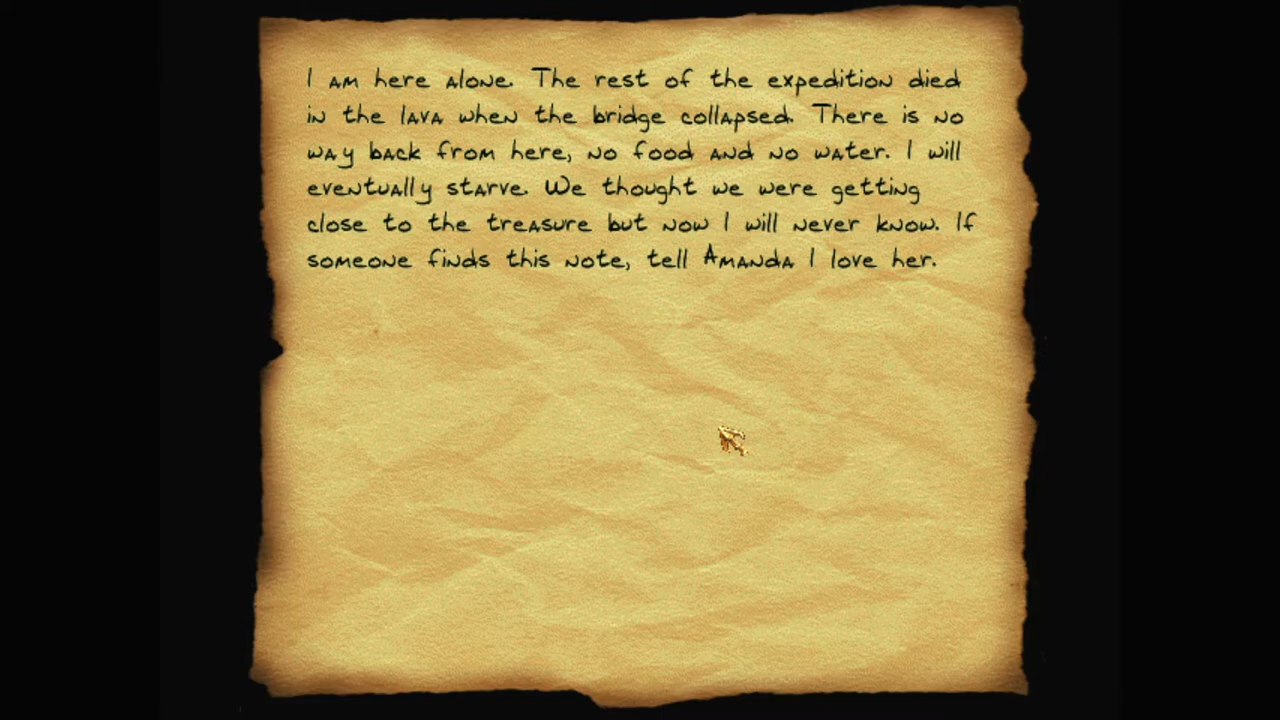 I am here alone. The rest of the expedition died
in the lava when the bridge collapsed. There is no
way back from here, no food and no water. I will
eventually starve. We thought we were getting
close to the treasure but now I will never know. If
someone finds this note, tell Amanda I love her.